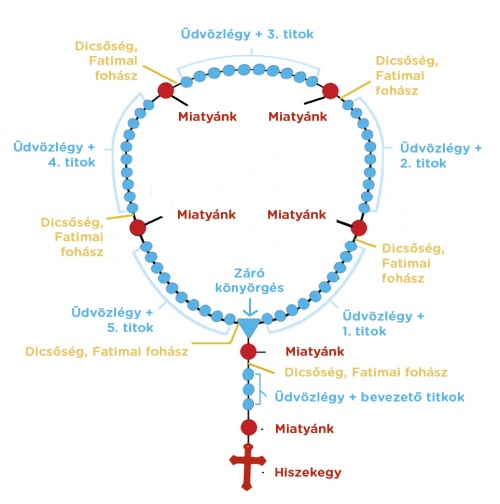 Üdvözlégy + 3. titok
Dicsőség,
Fatimai
fohász
Dicsőség,
Fatimai
fohász
Miatyánk
Miatyánk
Üdvözlégy +
4. titok
Üdvözlégy +
2. titok
Dicsőség,
Fatimai
fohász
Miatyánk
Miatyánk
Dicsőség,
Fatimai
fohász
Záró
könyörgés
Üdvözlégy +
5. titok
Üdvözlégy +
1. titok
Dicsőség, Fatimai fohász
Miatyánk
Dicsőség, Fatimai fohász
Üdvözlégy + bevezető titkok
Miatyánk
Hiszekegy